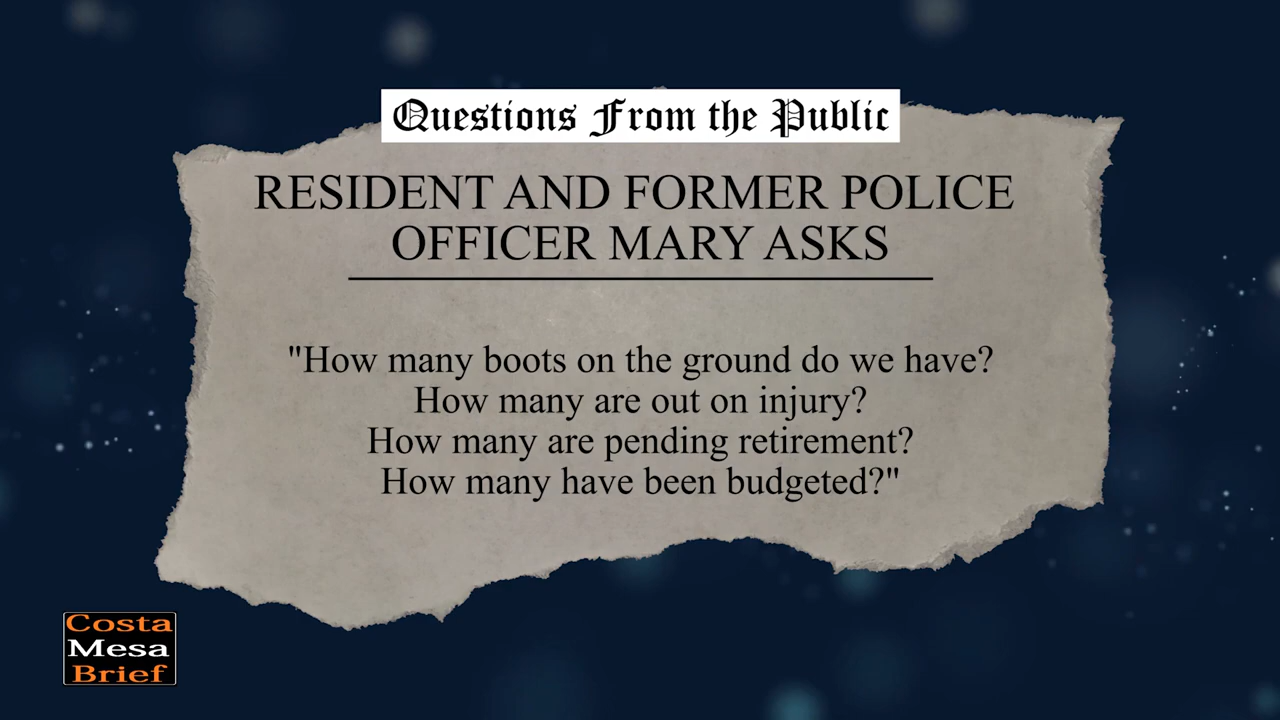 Questions From the Public
RESIDENT AND FORMER POLICE
OFFICER MARY ASKS
"How many boots on the ground do we have?
How many are out on injury?
How many are pending retirement?
How many have been budgeted?"
Costa
Mesa
Brief